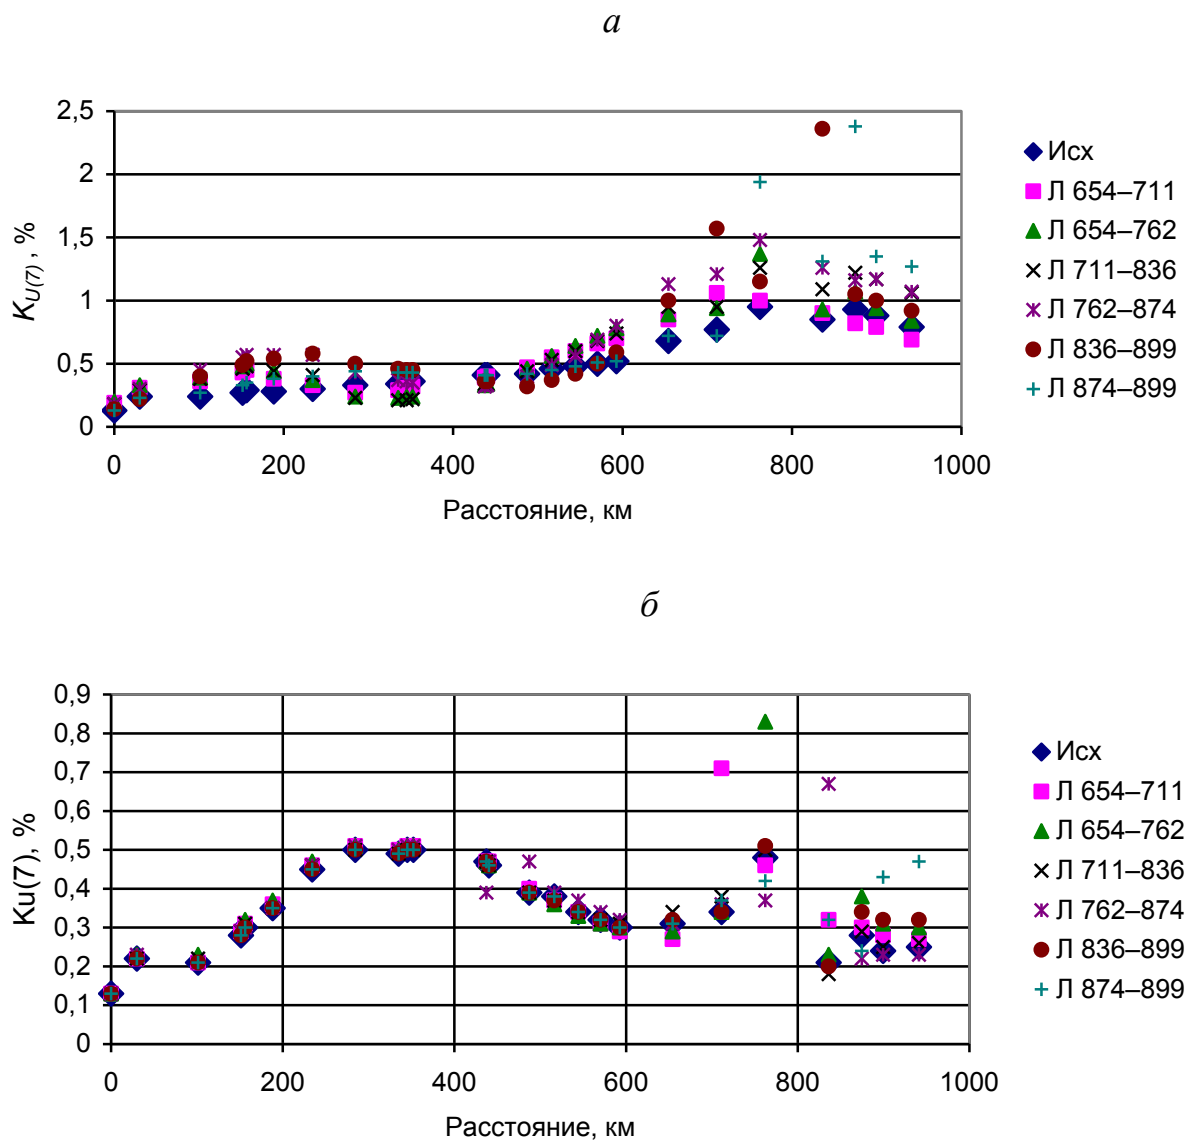 а
2,5
2
1,5
1
0,5
0
K_U(7), %
0 200 400 600 800 1000
Расстояние, км
Исх
Л 654–711
Л 654–762
Л 711–836
Л 762–874
Л 836–899
Л 874–899
б
0,9
0,8
0,7
0,6
0,5
0,4
0,3
0,2
0,1
0
Ku(7), %
0 200 400 600 800 1000
Расстояние, км
Исх
Л 654–711
Л 654–762
Л 711–836
Л 762–874
Л 836–899
Л 874–899